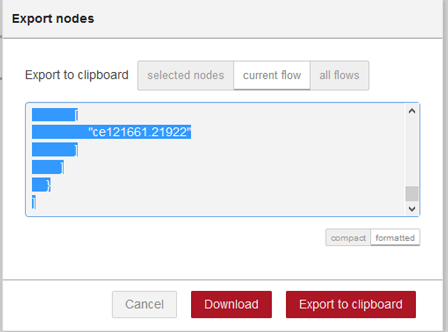 Export nodes
Export to clipboard selected nodes current flow all flows
[
"ce121661.21922"
]
]
}
]
compact formatted
Cancel Download Export to clipboard